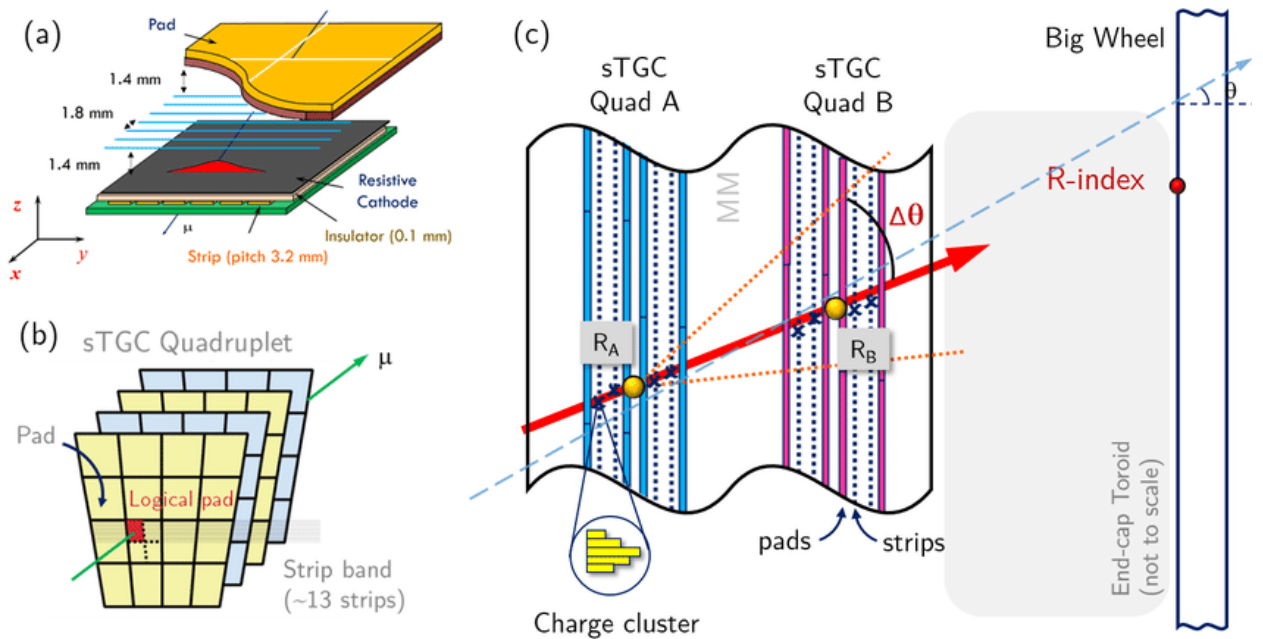 (a)
Pad
1.4 mm
1.8 mm
1.4 mm
Resistive
Cathode
Insulator (0.1 mm)
Strip (pitch 3.2 mm)
μ
z
y
x
(b)
sTGC Quadruplet
μ
Pad
Logical pad
Strip band
(~13 strips)
(c)
sTGC
Quad A
sTGC
Quad B
Big Wheel
θ
MM
R-index
Δθ
R_A
R_B
pads
strips
Charge cluster
End-cap Toroid
(not to scale)